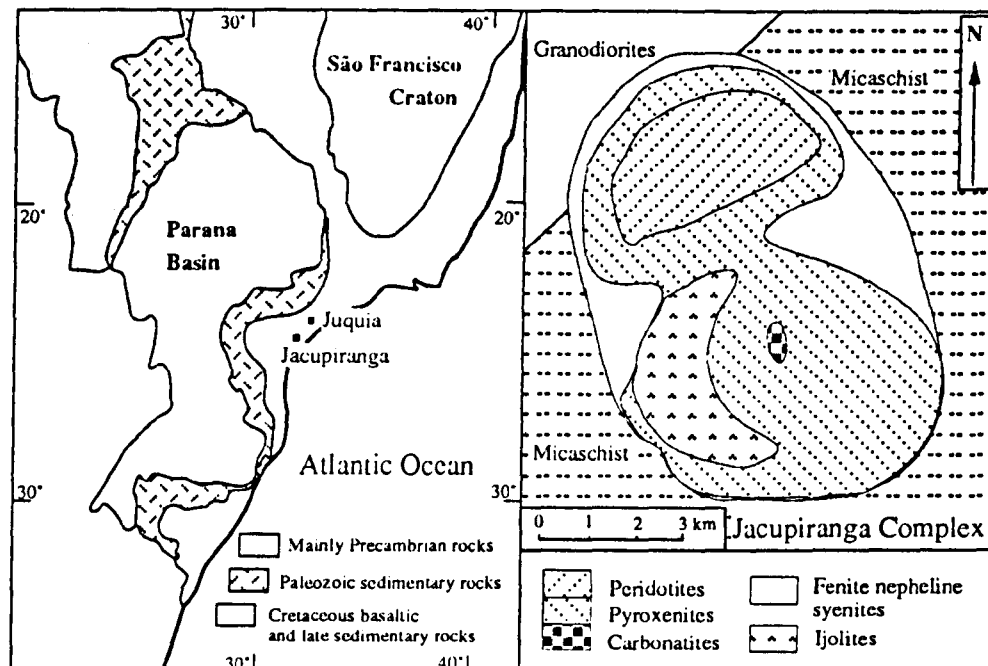 30°
40°
São Francisco
Craton
20°
20°
Parana
Basin
Juquia
Jacupiranga
Atlantic Ocean
30°
30°
Mainly Precambrian rocks
Paleozoic sedimentary rocks
Cretaceous basaltic
and late sedimentary rocks
30°
40°
Granodiorites
Micaschist
N
Micaschist
0 1 2 3 km
Jacupiranga Complex
Peridotites
Pyroxenites
Carbonatites
Fenite nepheline
syenites
Ijolites